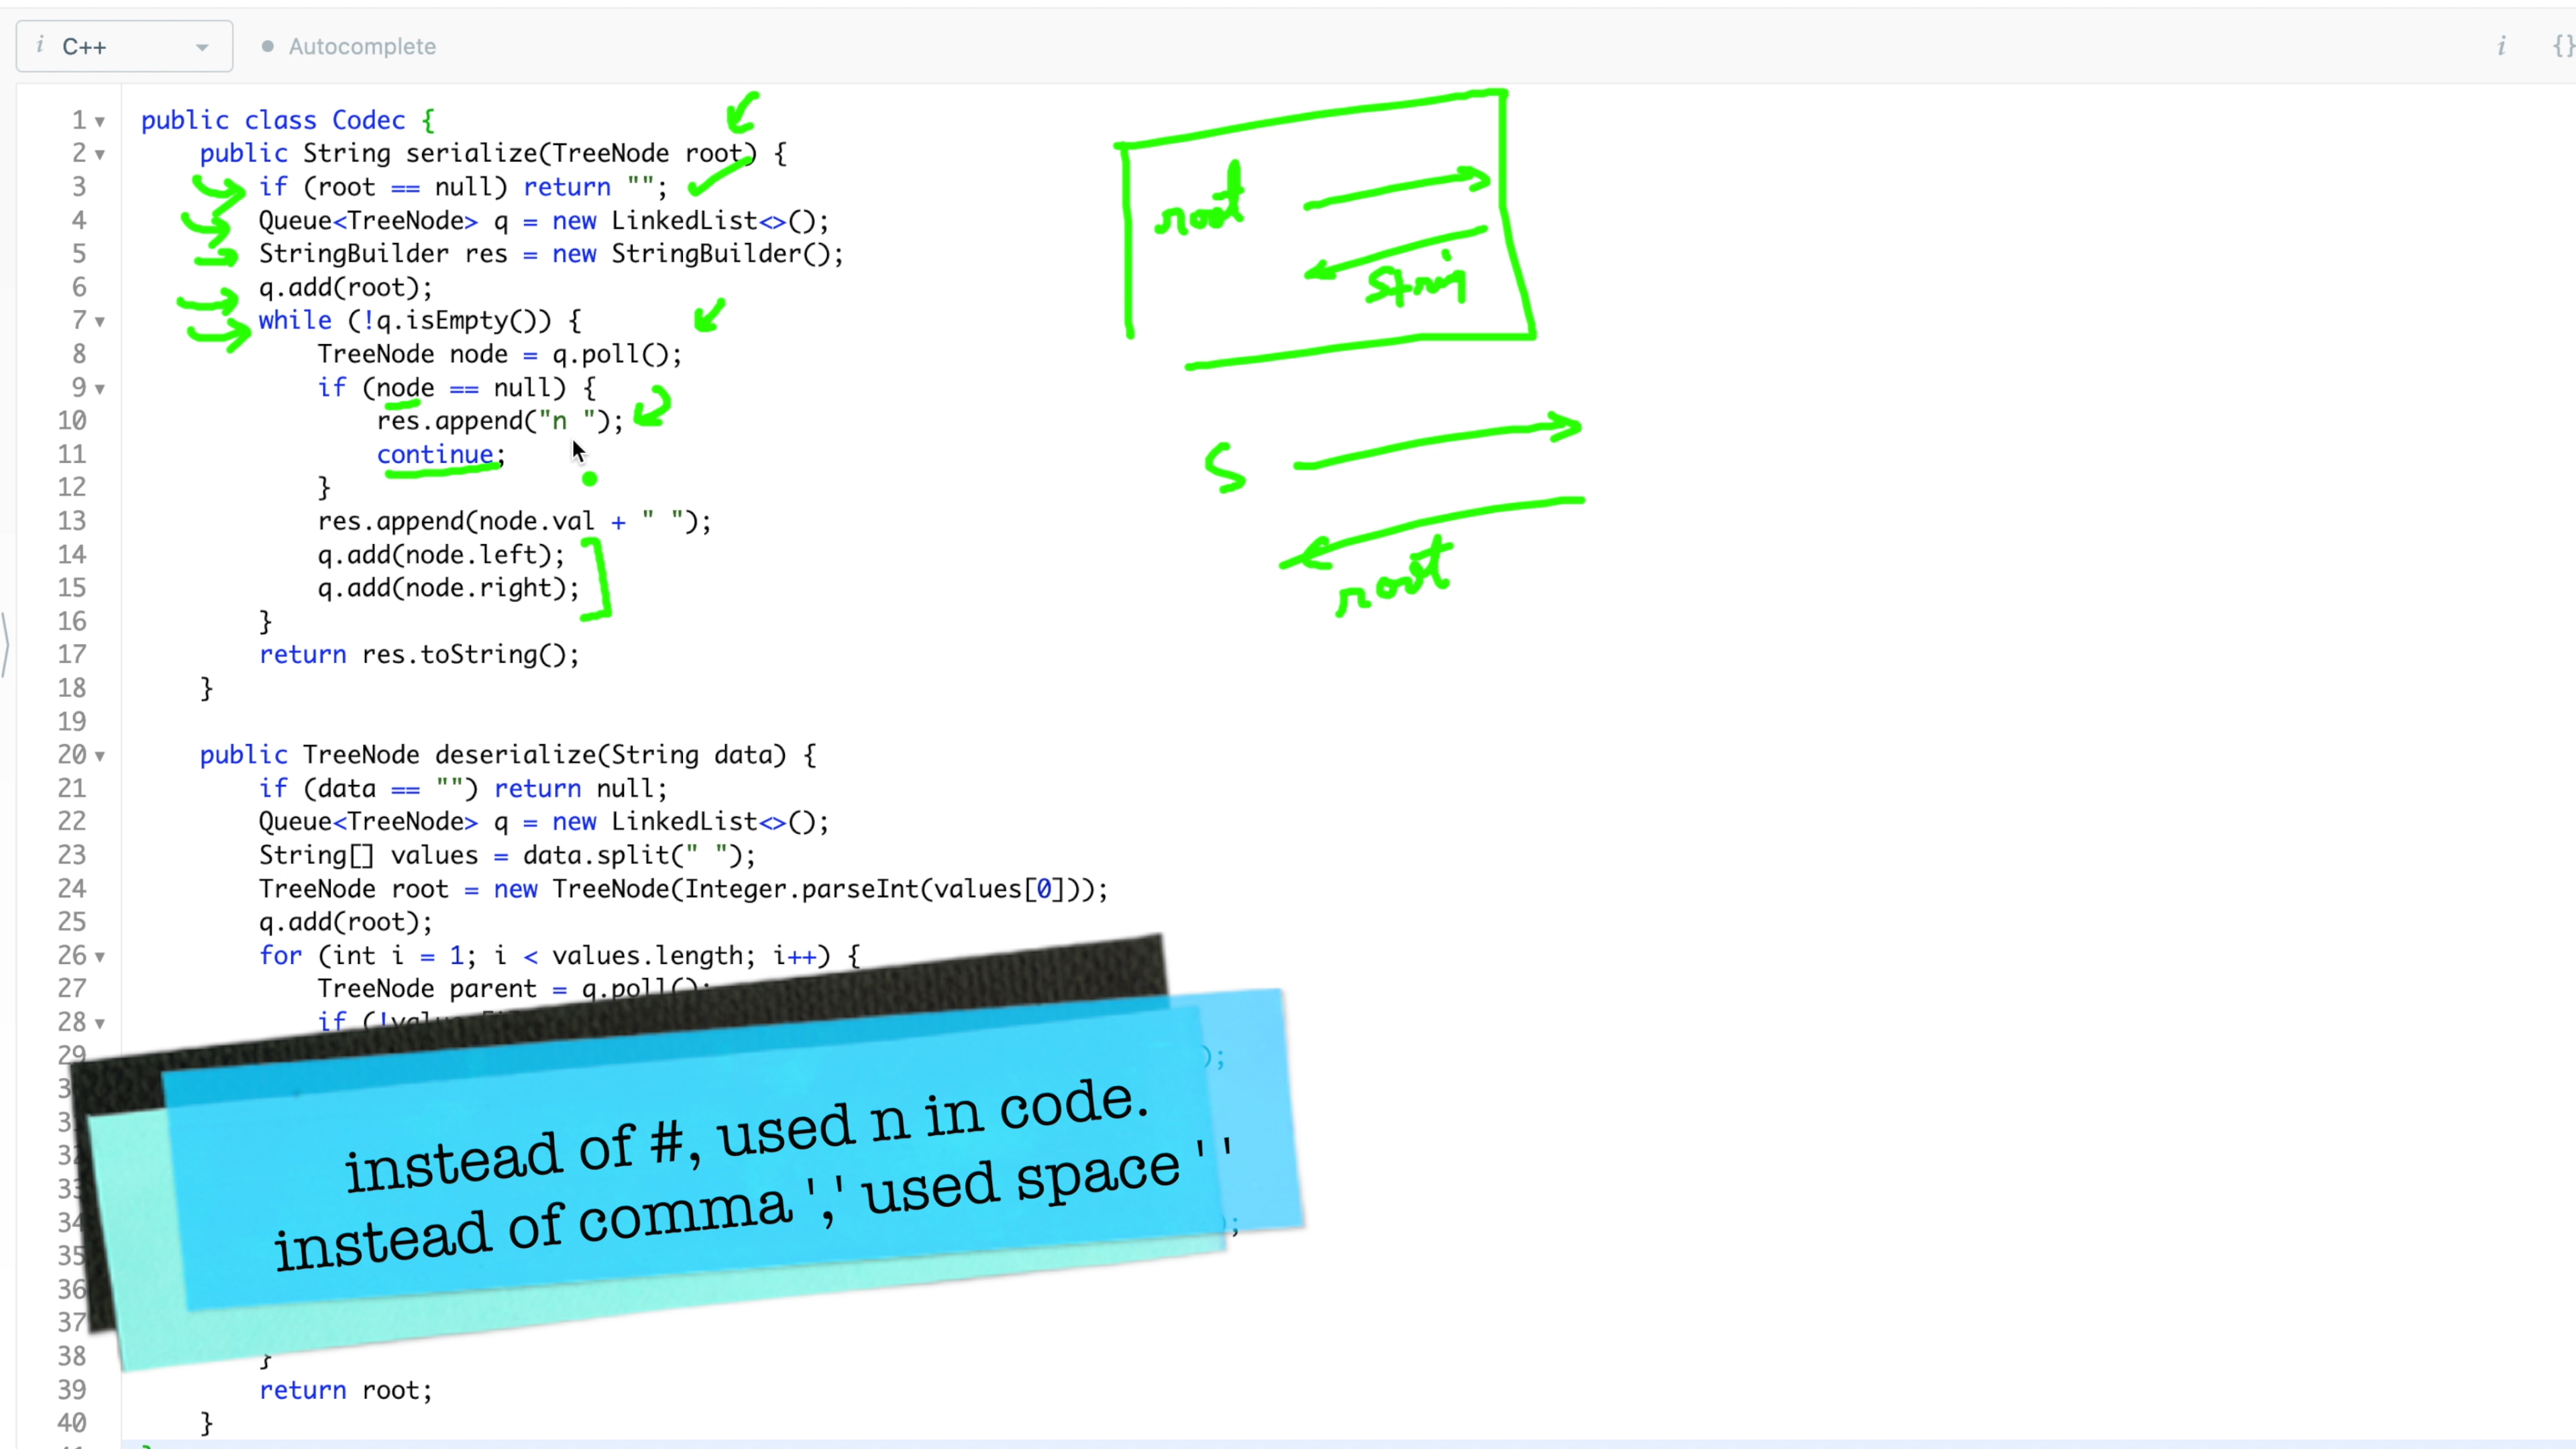 i C++ Autocomplete i {}
1 public class Codec {
2 public String serialize(TreeNode root) {
3 if (root == null) return "";
4 Queue<TreeNode> q = new LinkedList<>();
5 StringBuilder res = new StringBuilder();
6 q.add(root);
7 while (!q.isEmpty()) {
8 TreeNode node = q.poll();
9 if (node == null) {
10 res.append("n ");
11 continue;
12 }
13 res.append(node.val + " ");
14 q.add(node.left);
15 q.add(node.right);
16 }
17 return res.toString();
18 }
19
20 public TreeNode deserialize(String data) {
21 if (data == "") return null;
22 Queue<TreeNode> q = new LinkedList<>();
23 String[] values = data.split(" ");
24 TreeNode root = new TreeNode(Integer.parseInt(values[0]));
25 q.add(root);
26 for (int i = 1; i < values.length; i++) {
27 TreeNode parent = q.poll();
28 if (
29 );
35
36
37
38 }
39 return root;
40 }
root
Strin
S
root
instead of #, used n in code.
instead of comma ',' used space ' '